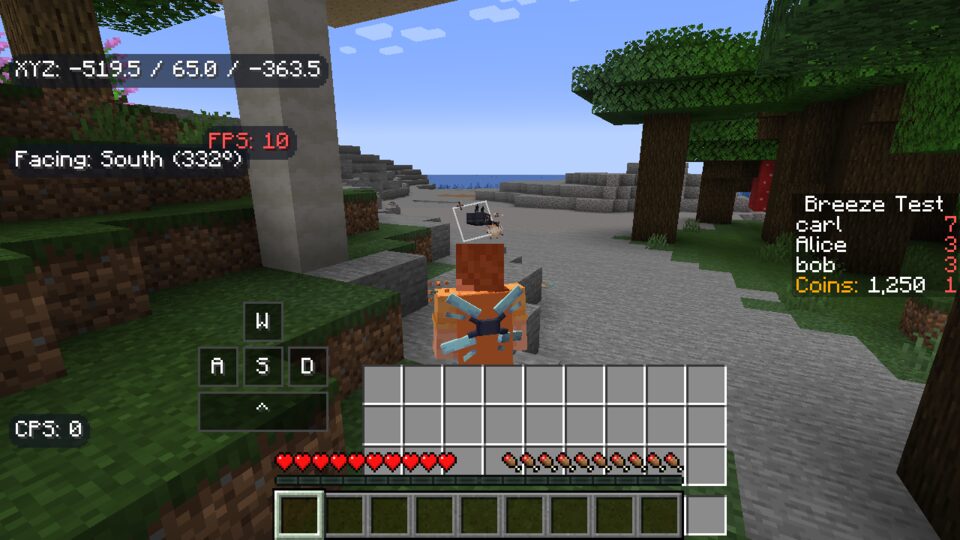 XYZ: -519.5 / 65.0 / -363.5
FPS: 10
Facing: South (332º)
Breeze Test
carl 7
Alice 3
bob 3
Coins: 1,250 1
W
A S D
^
CPS: 0